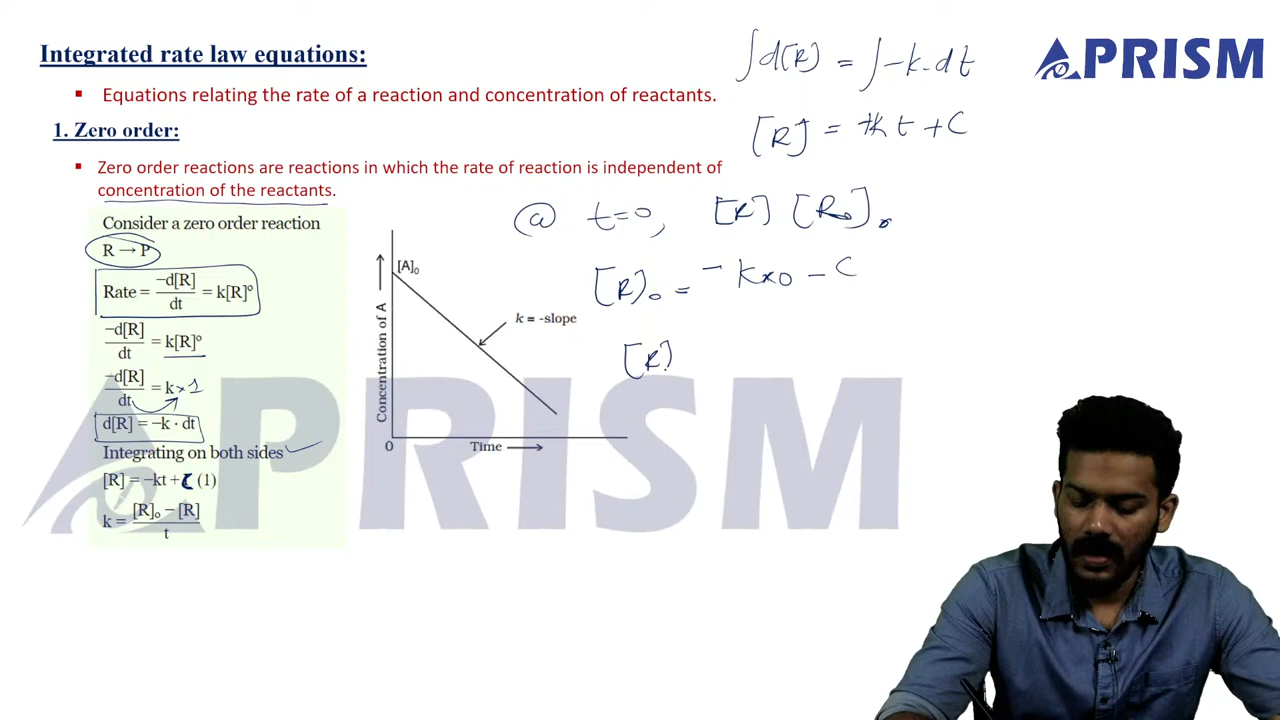 Integrated rate law equations:
▪ Equations relating the rate of a reaction and concentration of reactants.
1. Zero order:
▪ Zero order reactions are reactions in which the rate of reaction is independent of
concentration of the reactants.
Consider a zero order reaction
R → P
Rate = −d[R]/dt = k[R]°
−d[R]/dt = k[R]°
−d[R]/dt = k × 1
d[R] = −k · dt
Integrating on both sides
[R] = −kt + C (1)
k = [R]₀ − [R] / t
Concentration of A
[A]₀
k = -slope
0
Time
∫d[R] = ∫-k.dt
[R] = -kt + C
@ t=0, [R] [R₀]₀
[R]₀ = - k×0 - C
[R]
PRISM
PRISM